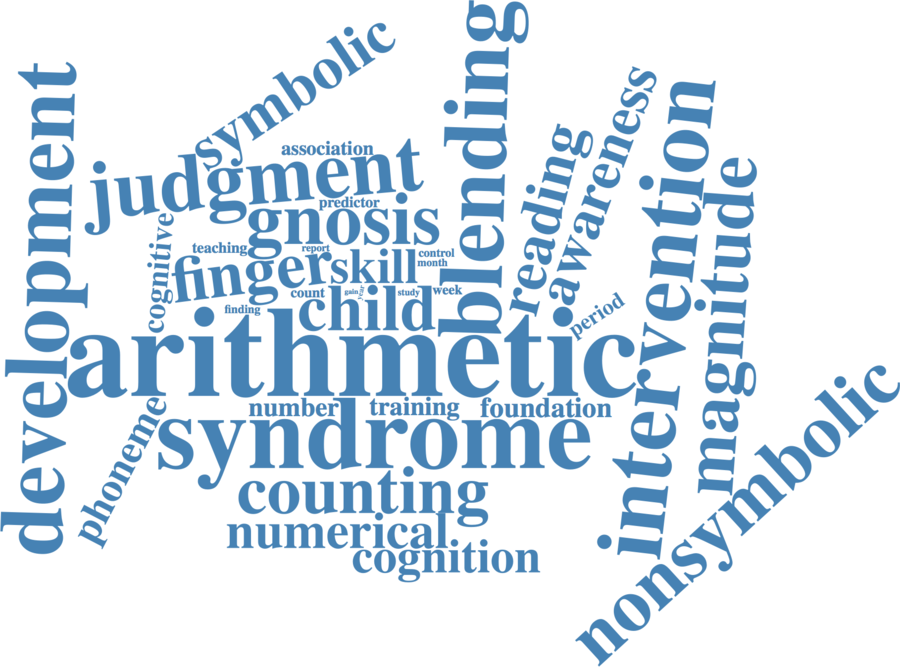 symbolic
blending
development
association
judgment
reading
awareness
intervention
predictor
gnosis
magnitude
cognitive
teaching
report
control
month
finger
skill
count
gain
year
study
week
finding
child
period
arithmetic
phoneme
number
training
foundation
syndrome
nonsymbolic
counting
numerical
cognition